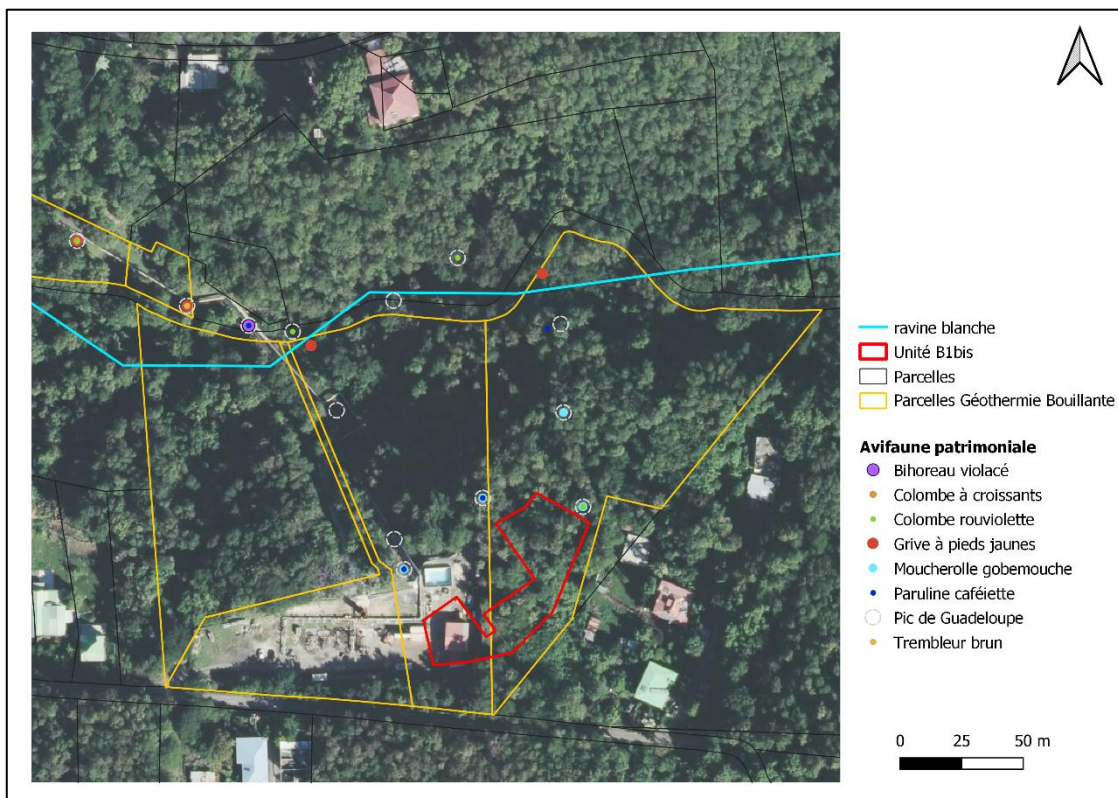 ravine blanche
Unité B1bis
Parcelles
Parcelles Géothermie Bouillante
Avifaune patrimoniale
Bihoreau violacé
Colombe à croissants
Colombe rouviolette
Grive à pieds jaunes
Moucherolle gobemouche
Paruline caféiette
Pic de Guadeloupe
Trembleur brun
0 25 50 m